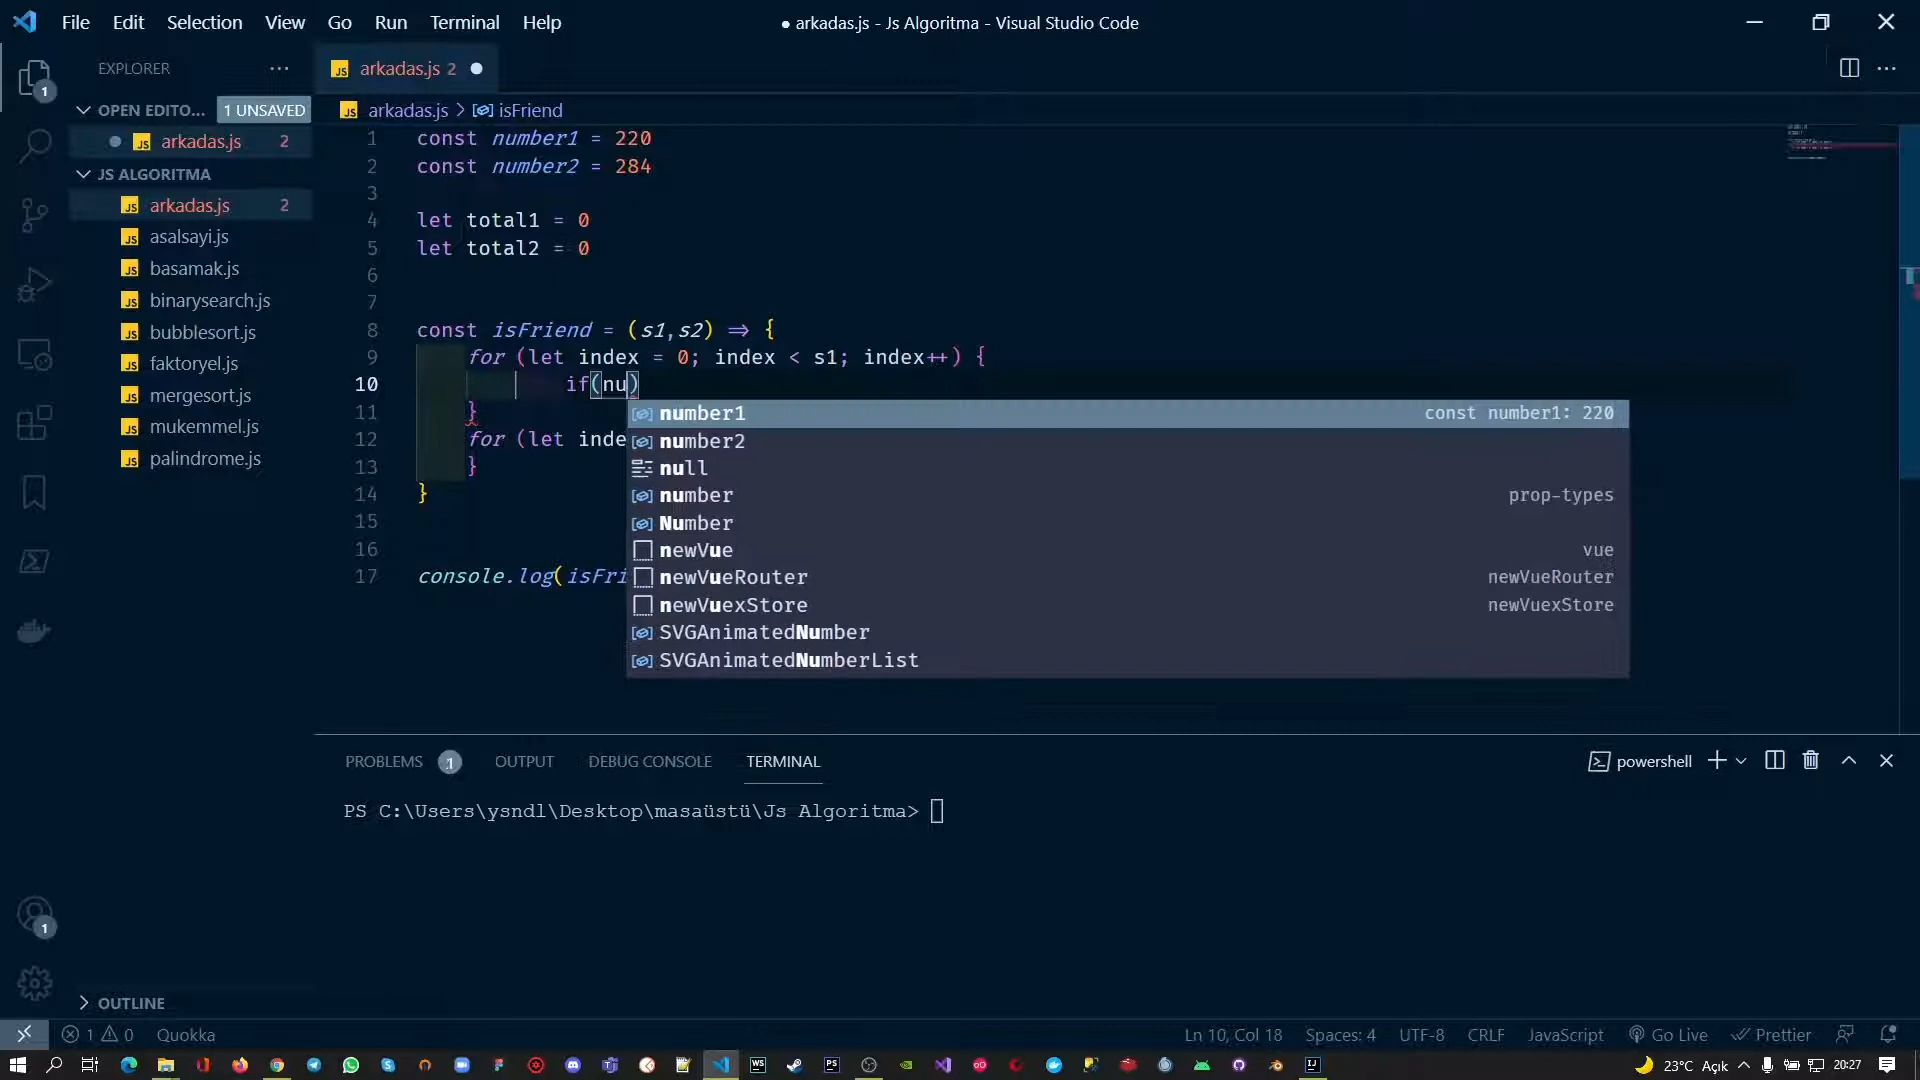 File Edit Selection View Go Run Terminal Help
● arkadas.js - Js Algoritma - Visual Studio Code
EXPLORER
OPEN EDITO... 1 UNSAVED
arkadas.js 2
JS ALGORITMA
arkadas.js 2
asalsayi.js
basamak.js
binarysearch.js
bubblesort.js
faktoryel.js
mergesort.js
mukemmel.js
palindrome.js
OUTLINE
arkadas.js 2 ●
arkadas.js > isFriend
1 const number1 = 220
2 const number2 = 284
3
4 let total1 = 0
5 let total2 = 0
6
7
8 const isFriend = (s1,s2) => {
9 for (let index = 0; index < s1; index++) {
10 if(nu)
11 }
12 for (let inde
13 }
14 }
15
16
17 console.log(isFri
number1 const number1: 220
number2
null
number prop-types
Number
newVue vue
newVueRouter newVueRouter
newVuexStore newVuexStore
SVGAnimatedNumber
SVGAnimatedNumberList
PROBLEMS 1 OUTPUT DEBUG CONSOLE TERMINAL
powershell
PS C:\Users\ysndl\Desktop\masaüstü\Js Algoritma>
1 0 Quokka
Ln 10, Col 18 Spaces: 4 UTF-8 CRLF JavaScript Go Live Prettier
23°C Açık 20:27